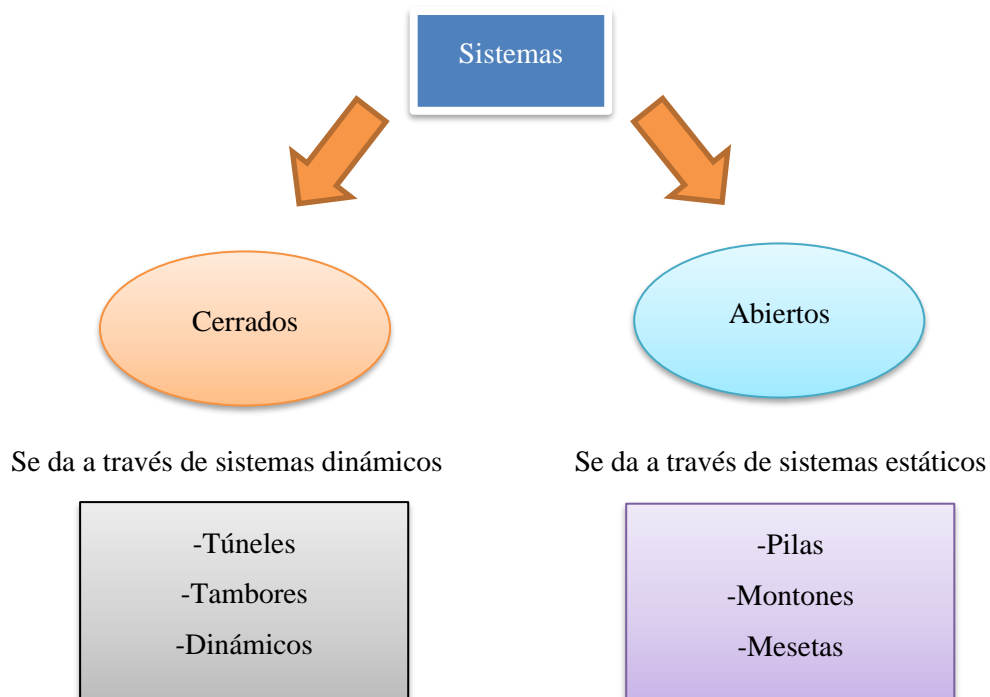 Sistemas
Cerrados
Abiertos
Se da a través de sistemas dinámicos
Se da a través de sistemas estáticos
-Túneles
-Tambores
-Dinámicos
-Pilas
-Montones
-Mesetas